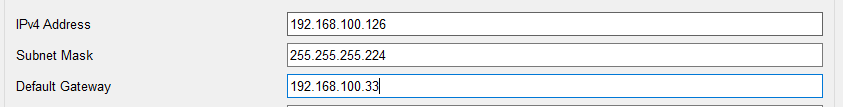 IPv4 Address 192.168.100.126
Subnet Mask 255.255.255.224
Default Gateway 192.168.100.33